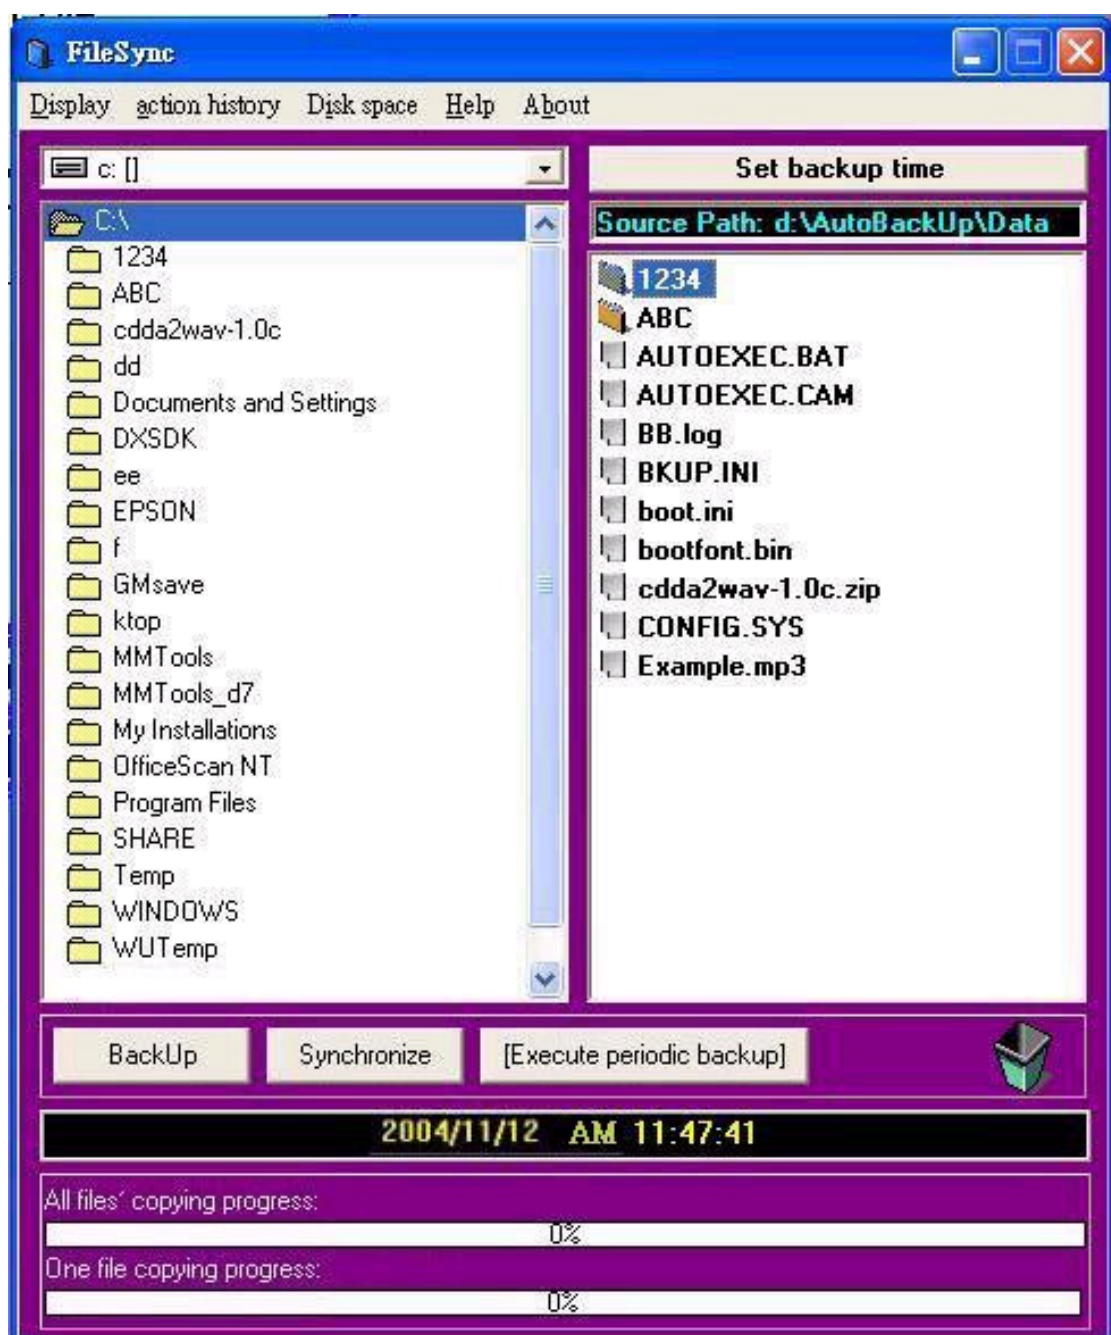 FileSync
Display action history Disk space Help About
c: []
Set backup time
C:\
1234
ABC
cdda2wav-1.0c
dd
Documents and Settings
DXSDK
ee
EPSON
f
GMsave
ktop
MMTools
MMTools_d7
My Installations
OfficeScan NT
Program Files
SHARE
Temp
WINDOWS
WUTemp
Source Path: d:\AutoBackUp\Data
1234
ABC
AUTOEXEC.BAT
AUTOEXEC.CAM
BB.log
BKUP.INI
boot.ini
bootfont.bin
cdda2wav-1.0c.zip
CONFIG.SYS
Example.mp3
BackUp
Synchronize
[Execute periodic backup]
2004/11/12 AM 11:47:41
All files' copying progress:
0%
One file copying progress:
0%